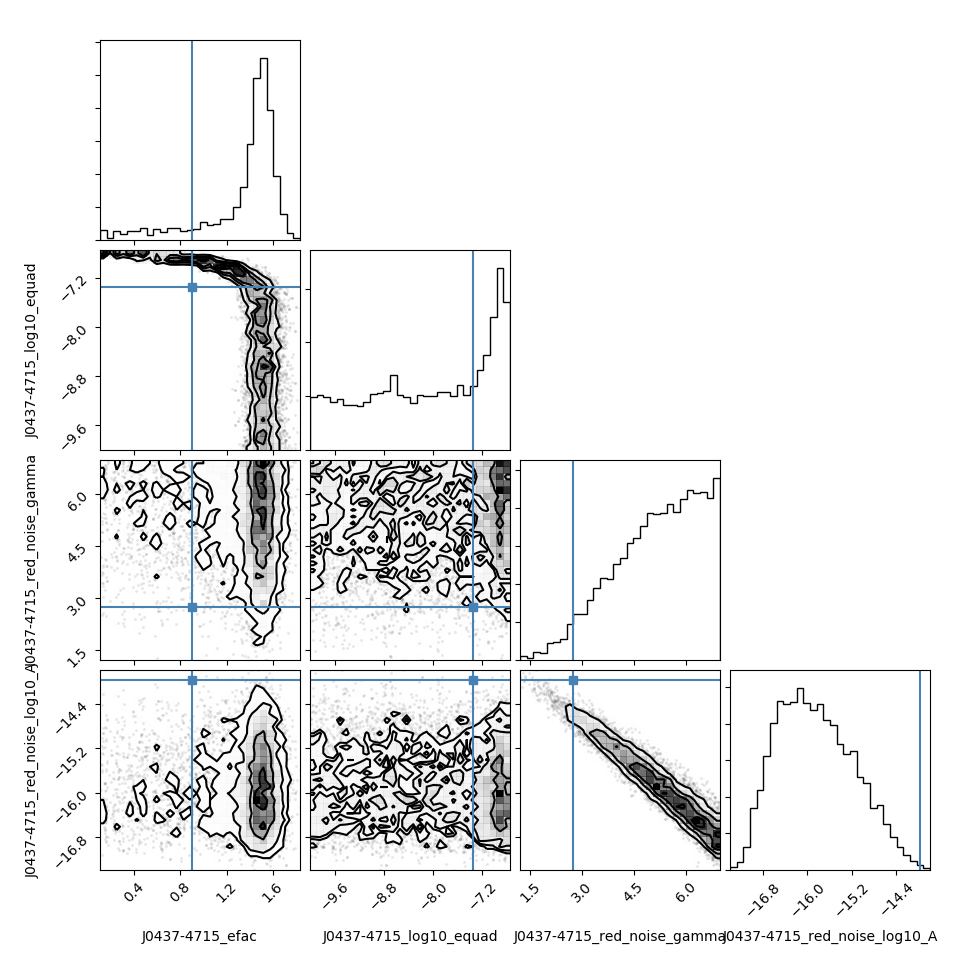 −7.2
−8.0
−8.8
−9.6
J0437-4715_log10_equad
6.0
4.5
3.0
1.5
J0437-4715_red_noise_gamma
−14.4
−15.2
−16.0
−16.8
J0437-4715_red_noise_log10_A
0.4 0.8 1.2 1.6 −9.6 −8.8 −8.0 −7.2 1.5 3.0 4.5 6.0 −16.8 −16.0 −15.2 −14.4
J0437-4715_efac J0437-4715_log10_equad J0437-4715_red_noise_gamma J0437-4715_red_noise_log10_A